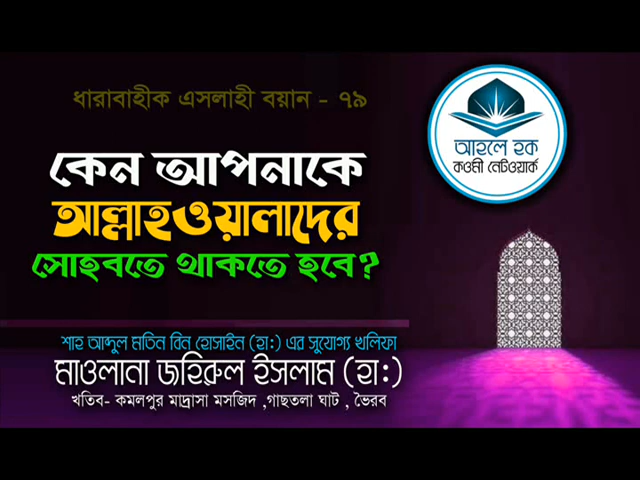 ধারাবাহীক এসলাহী বয়ান - ৭৯
আহলে হক
কওমী নেটওয়ার্ক
কেন আপনাকে
আল্লাহওয়ালাদের
সোহবতে থাকতে হবে?
শাহ আব্দুল মতিন বিন হোসাইন (হা:) এর সুযোগ্য খলিফা
মাওলানা জহিরুল ইসলাম (হা:)
খতিব- কমলপুর মাদ্রাসা মসজিদ ,গাছতলা ঘাট , ভৈরব